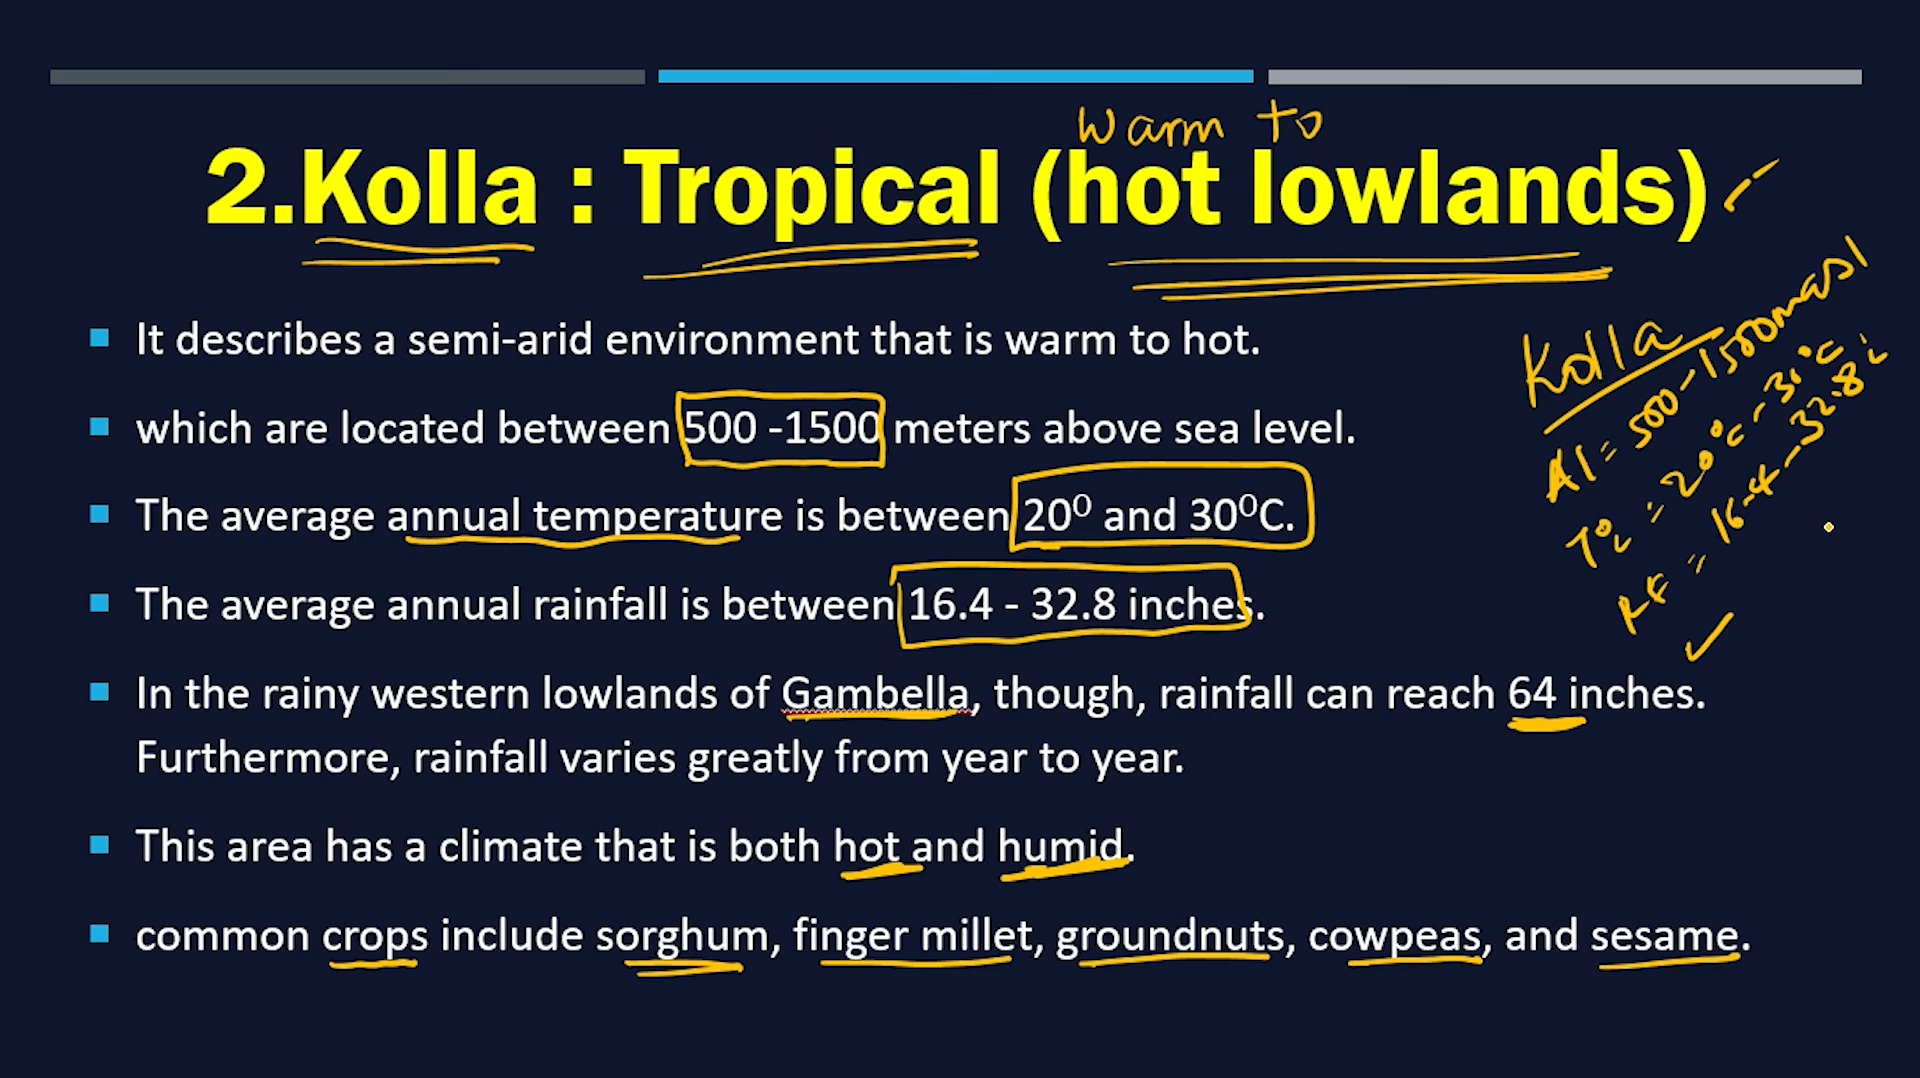 warm to
2.Kolla : Tropical (hot lowlands)
It describes a semi-arid environment that is warm to hot.
which are located between 500 -1500 meters above sea level.
The average annual temperature is between 20⁰ and 30⁰C.
The average annual rainfall is between 16.4 - 32.8 inches.
In the rainy western lowlands of Gambella, though, rainfall can reach 64 inches.
Furthermore, rainfall varies greatly from year to year.
This area has a climate that is both hot and humid.
common crops include sorghum, finger millet, groundnuts, cowpeas, and sesame.
Kolla
Al = 500-1500masl
T°c = 20°c - 30°c
RF = 16.4 - 32.8 i